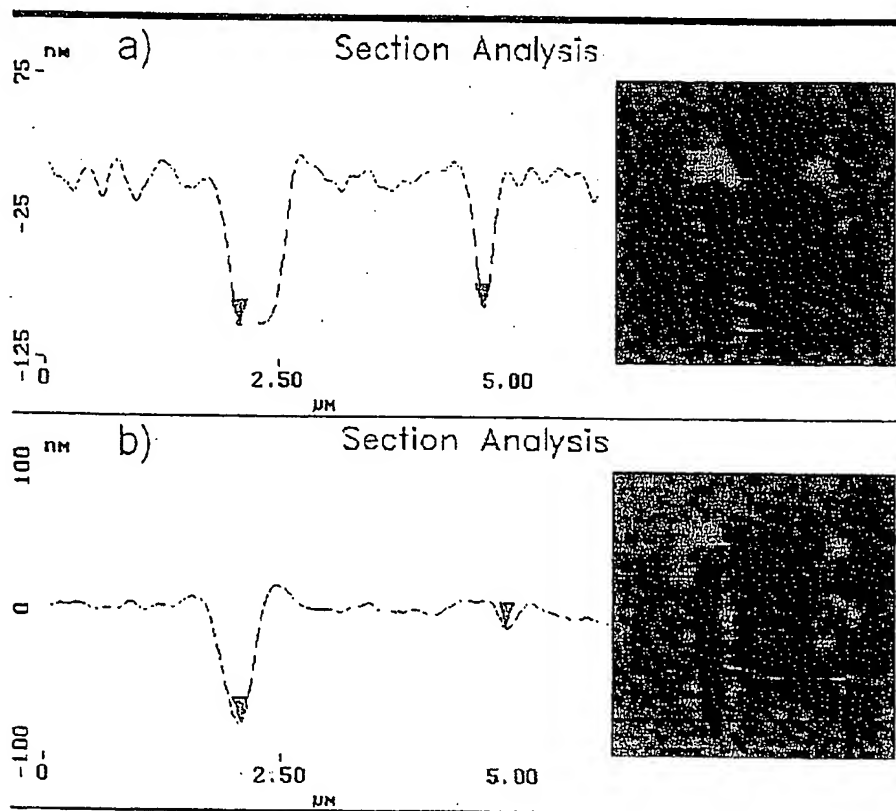 a) Section Analysis
nM
75
-25
-125
0 2.50 5.00
μM
b) Section Analysis
nM
100
0
-100
0 2.50 5.00
μM